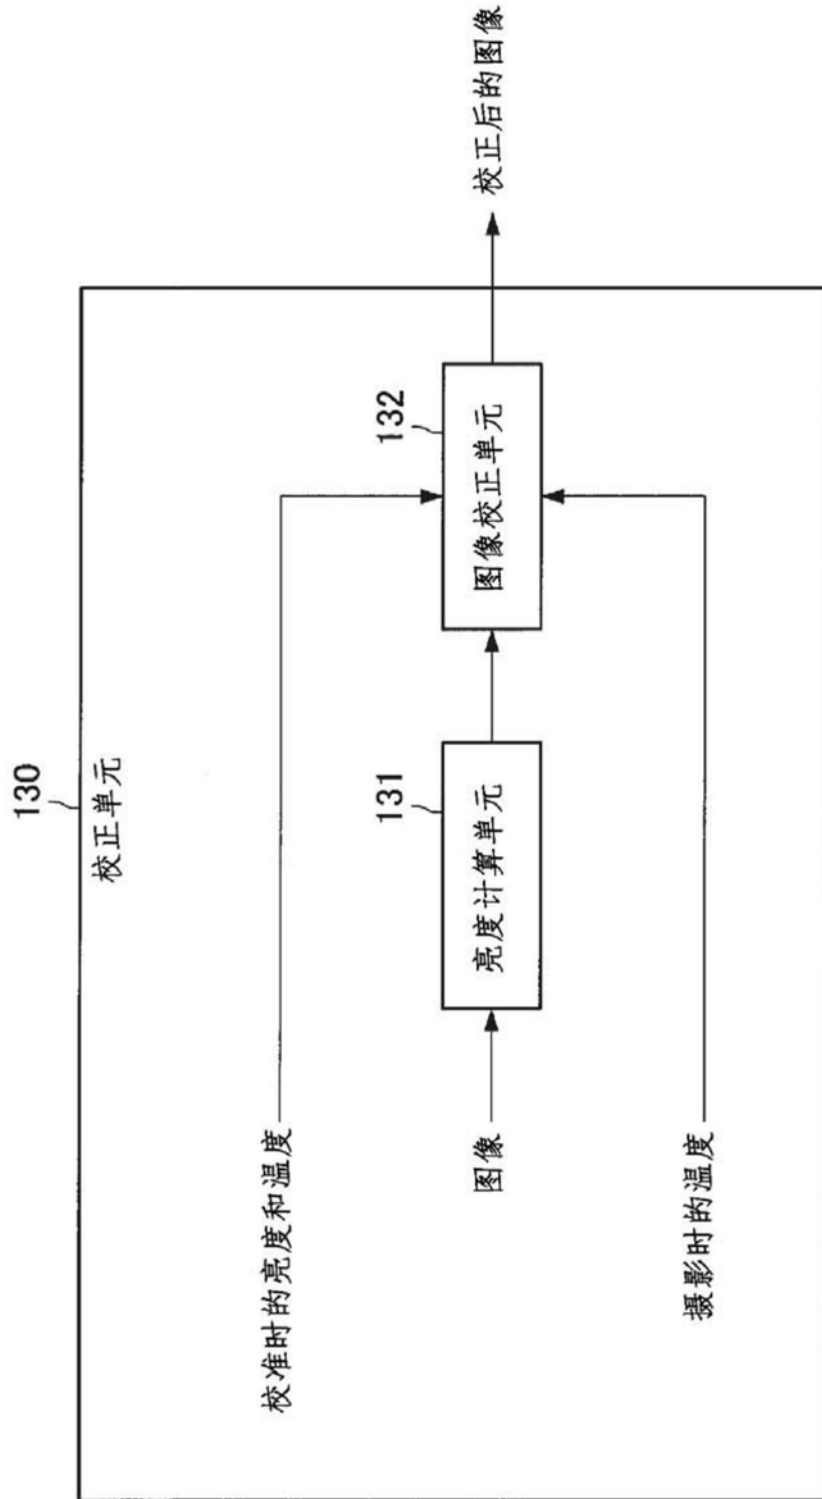 130
校正单元
校准时的亮度和温度
图像
131
亮度计算单元
132
图像校正单元
校正后的图像
摄影时的温度